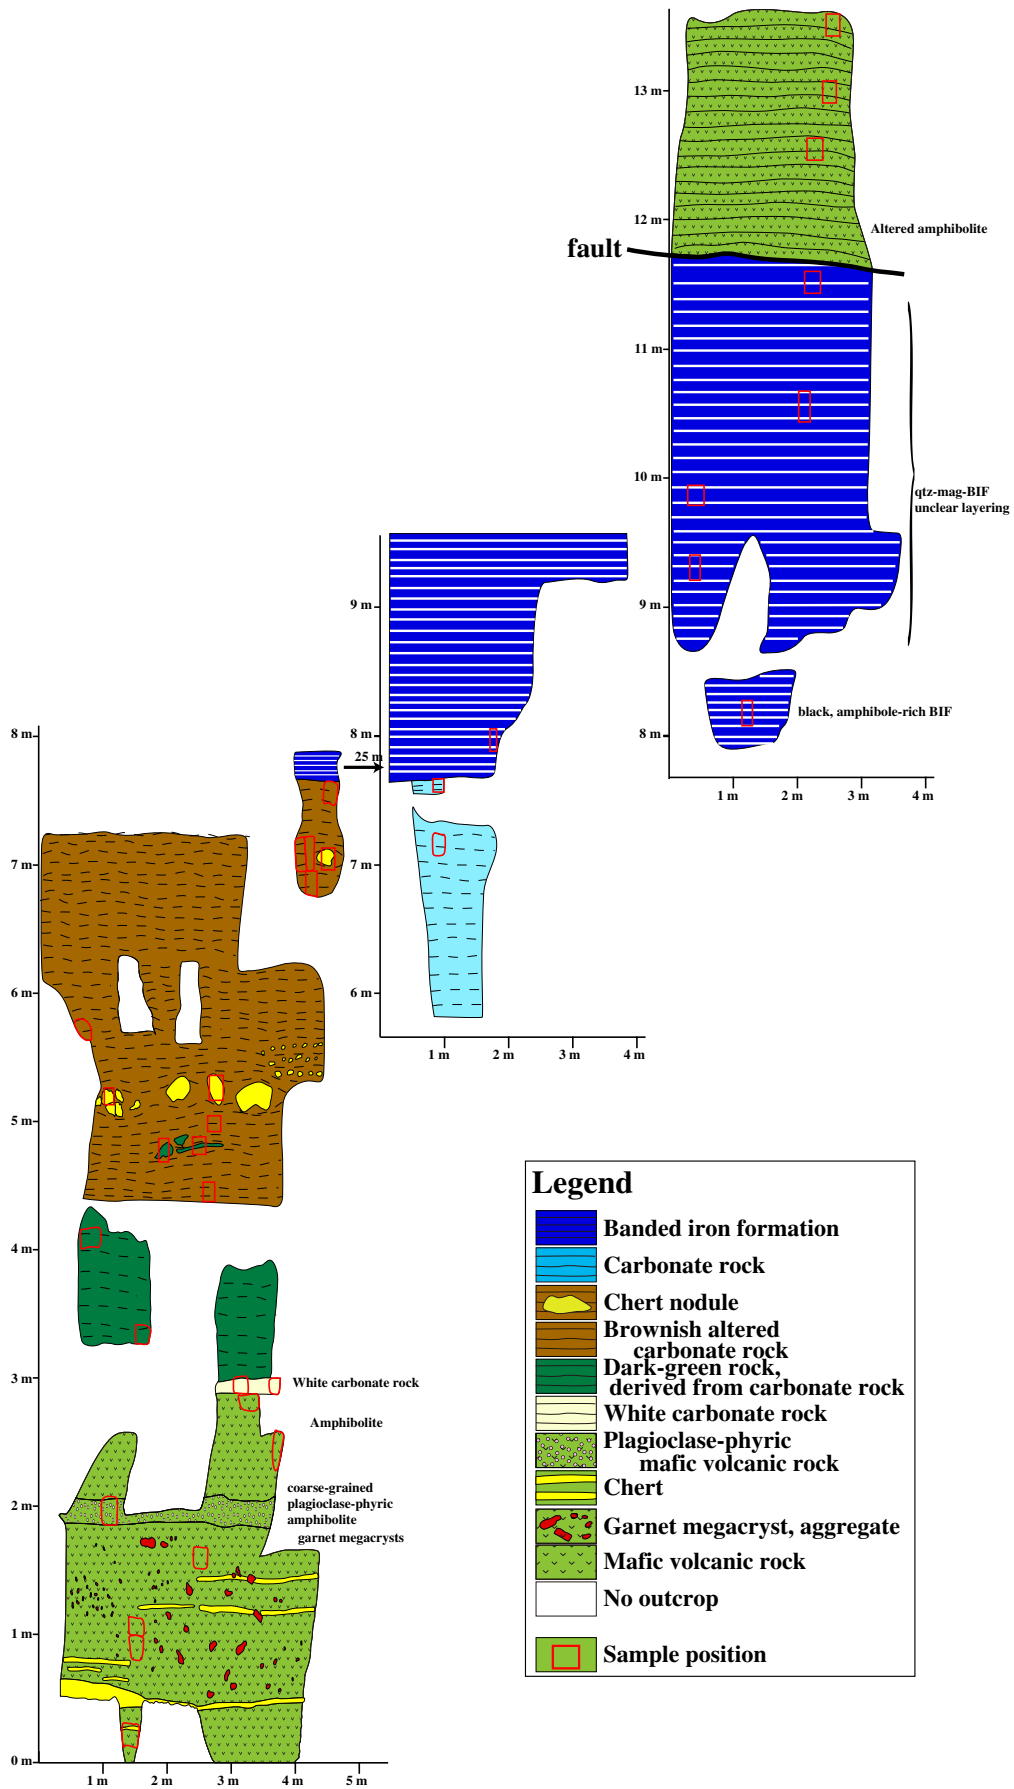 13 m
12 m
Altered amphibolite
fault
11 m
10 m
qtz-mag-BIF
unclear layering
9 m
black, amphibole-rich BIF
8 m
1 m 2 m 3 m 4 m
9 m
8 m
25 m
7 m
6 m
1 m 2 m 3 m 4 m
8 m
7 m
6 m
5 m
4 m
3 m
White carbonate rock
Amphibolite
coarse-grained
plagioclase-phyric
amphibolite
garnet megacrysts
2 m
1 m
0 m
1 m 2 m 3 m 4 m 5 m
Legend
Banded iron formation
Carbonate rock
Chert nodule
Brownish altered
carbonate rock
Dark-green rock,
derived from carbonate rock
White carbonate rock
Plagioclase-phyric
mafic volcanic rock
Chert
Garnet megacryst, aggregate
Mafic volcanic rock
No outcrop
Sample position